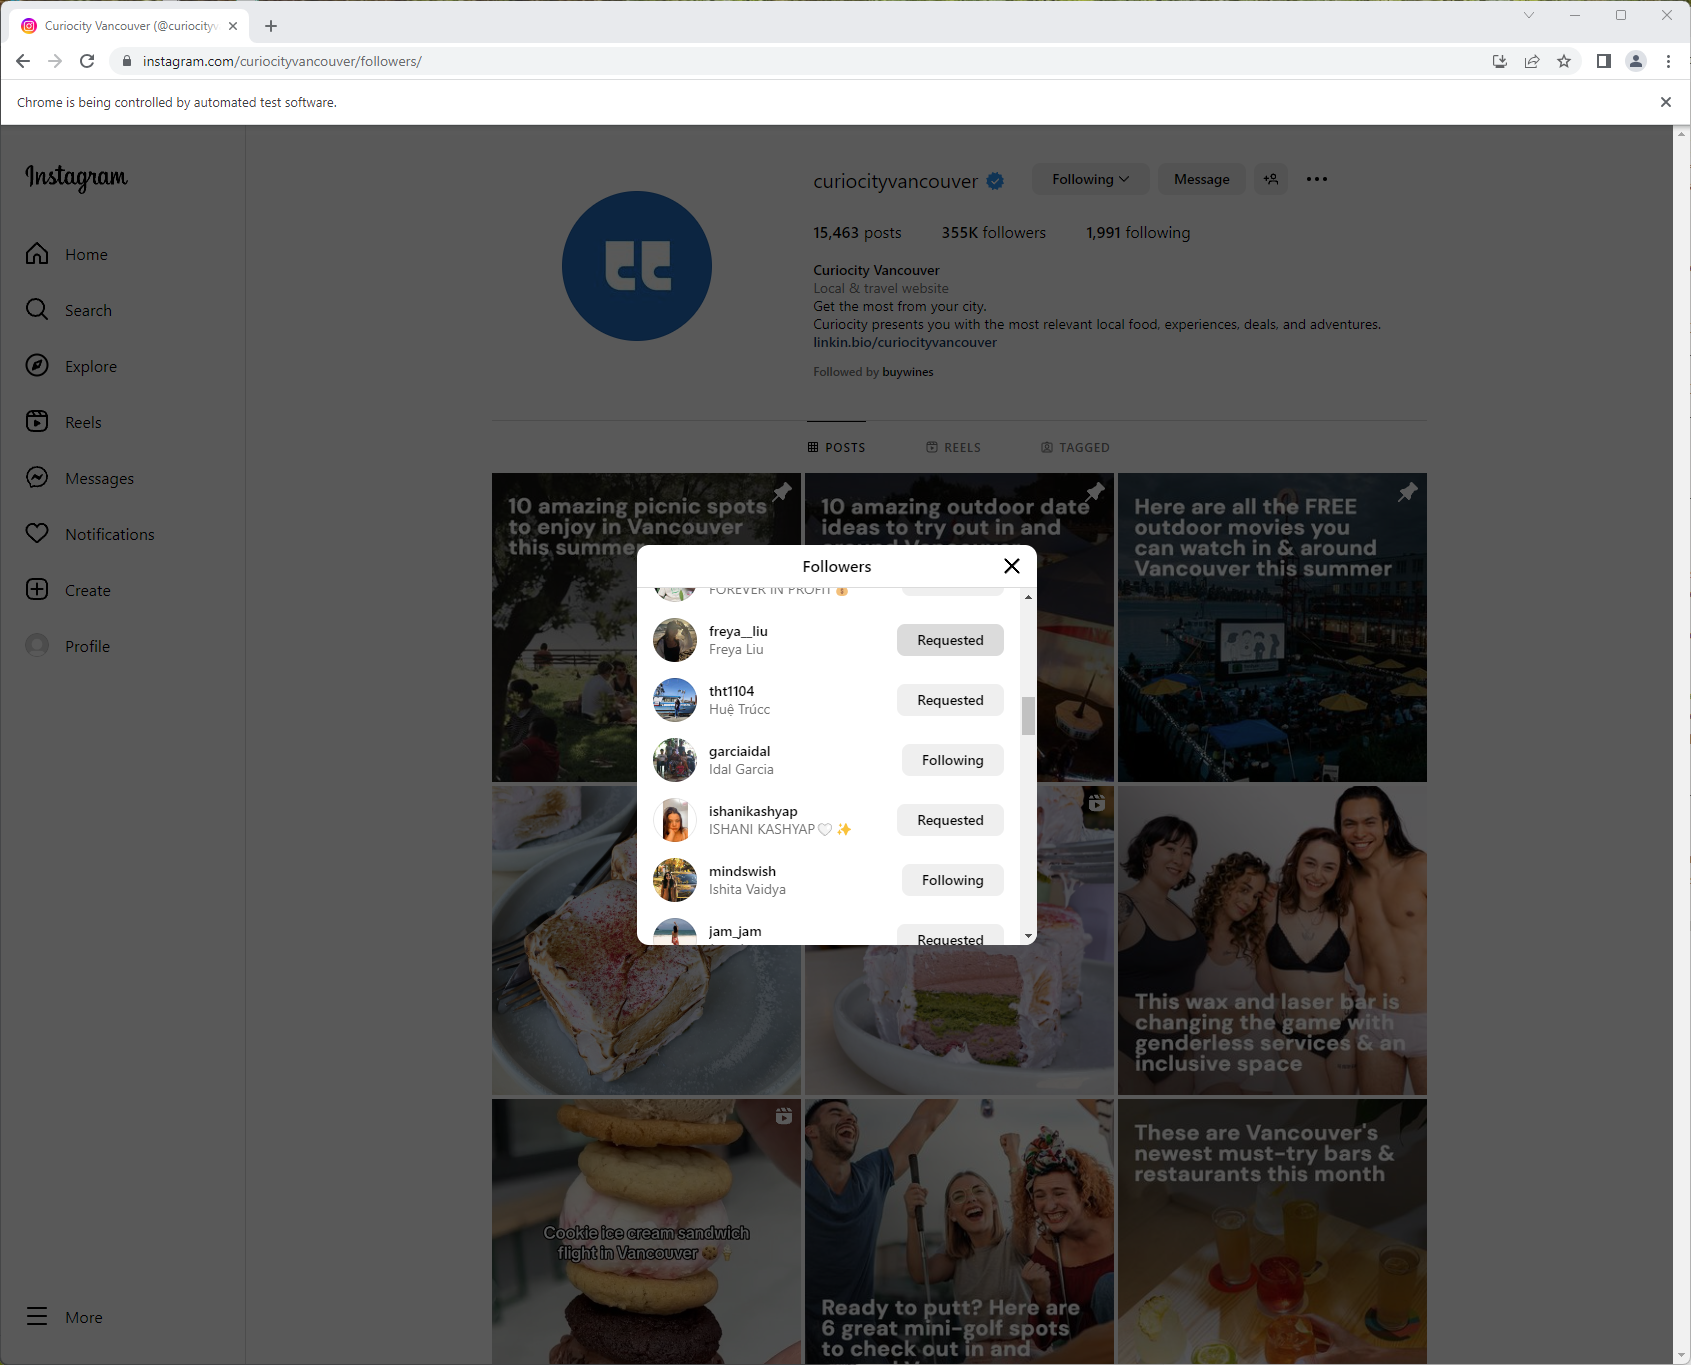 Curiocity Vancouver (@curiocityv
instagram.com/curiocityvancouver/followers/
Chrome is being controlled by automated test software.
Instagram
Home
Search
Explore
Reels
Messages
Notifications
Create
Profile
More
curiocityvancouver
Following
Message
15,463 posts
355K followers
1,991 following
Curiocity Vancouver
Local & travel website
Get the most from your city.
Curiocity presents you with the most relevant local food, experiences, deals, and adventures.
linkin.bio/curiocityvancouver
Followed by buywines
POSTS
REELS
TAGGED
10 amazing picnic spots
to enjoy in Vancouver
this summer
10 amazing outdoor date
ideas to try out in and
Here are all the FREE
outdoor movies you
can watch in & around
Vancouver this summer
Followers
FOREVER IN PROFIT 💰
freya__liu
Freya Liu
Requested
tht1104
Huệ Trúcc
Requested
garciaidal
Idal Garcia
Following
ishanikashyap
ISHANI KASHYAP🤍 ✨
Requested
mindswish
Ishita Vaidya
Following
jam_jam
Requested
This wax and laser bar is
changing the game with
genderless services & an
inclusive space
Cookie ice cream sandwich
flight in Vancouver 🍪🍦
Ready to putt? Here are
6 great mini-golf spots
to check out in and
These are Vancouver's
newest must-try bars &
restaurants this month